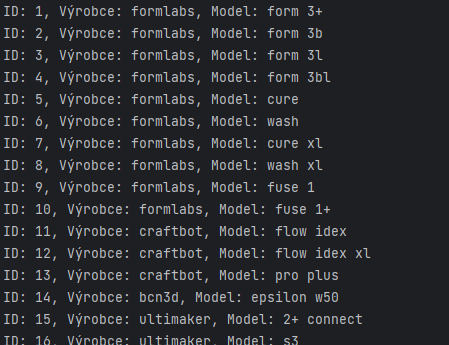 ID: 1, Výrobce: formlabs, Model: form 3+
ID: 2, Výrobce: formlabs, Model: form 3b
ID: 3, Výrobce: formlabs, Model: form 3l
ID: 4, Výrobce: formlabs, Model: form 3bl
ID: 5, Výrobce: formlabs, Model: cure
ID: 6, Výrobce: formlabs, Model: wash
ID: 7, Výrobce: formlabs, Model: cure xl
ID: 8, Výrobce: formlabs, Model: wash xl
ID: 9, Výrobce: formlabs, Model: fuse 1
ID: 10, Výrobce: formlabs, Model: fuse 1+
ID: 11, Výrobce: craftbot, Model: flow idex
ID: 12, Výrobce: craftbot, Model: flow idex xl
ID: 13, Výrobce: craftbot, Model: pro plus
ID: 14, Výrobce: bcn3d, Model: epsilon w50
ID: 15, Výrobce: ultimaker, Model: 2+ connect
ID: 16, Výrobce: ultimaker, Model: s3